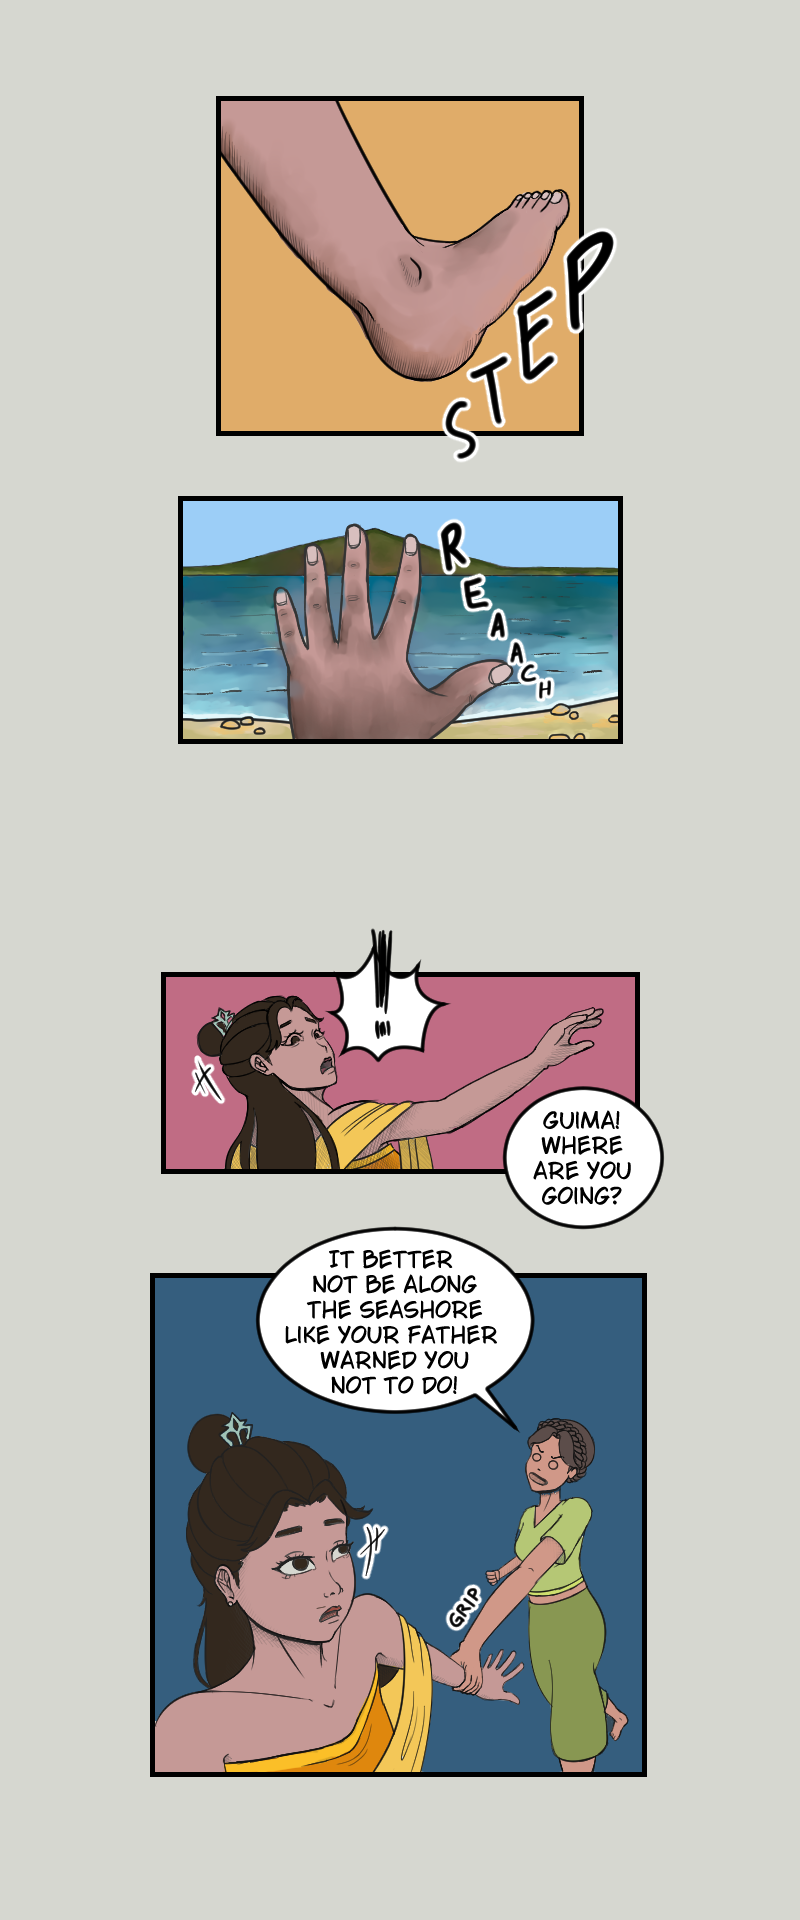 STEP
REAACH
!!!
GUIMA!
WHERE
ARE YOU
GOING?
IT BETTER
NOT BE ALONG
THE SEASHORE
LIKE YOUR FATHER
WARNED YOU
NOT TO DO!
GRIP